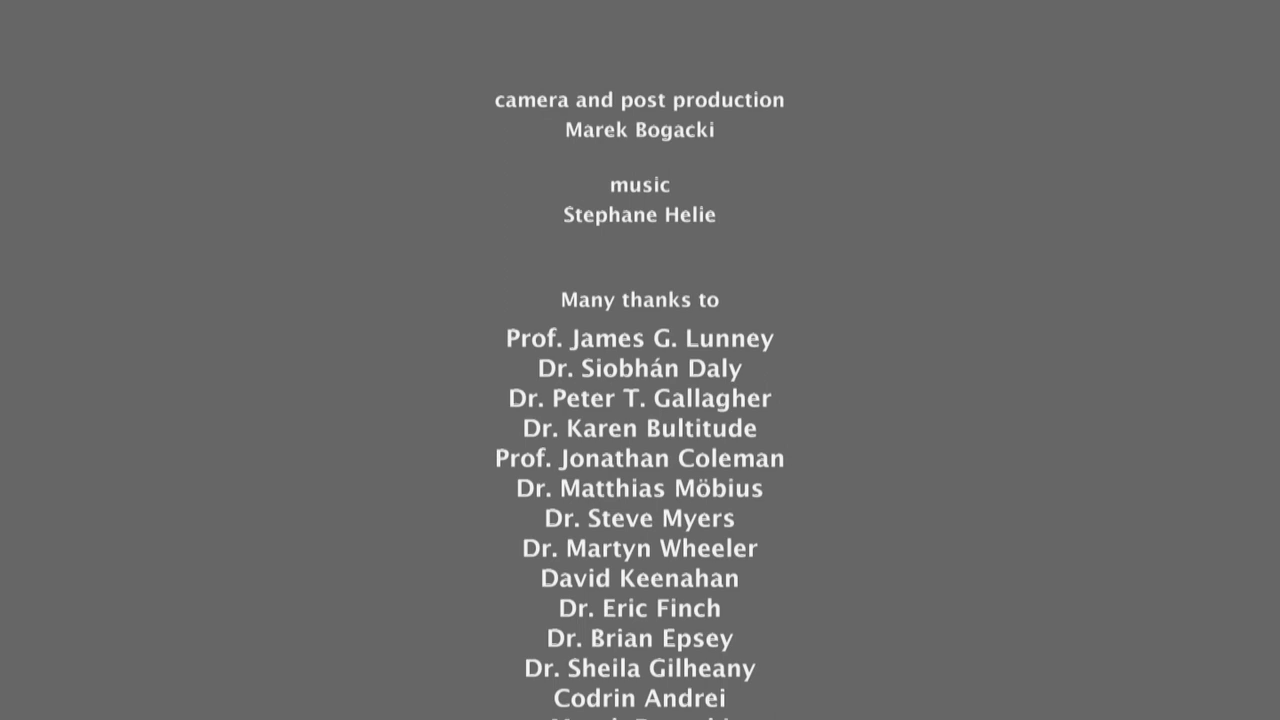 camera and post production
Marek Bogacki
music
Stephane Helie
Many thanks to
Prof. James G. Lunney
Dr. Siobhán Daly
Dr. Peter T. Gallagher
Dr. Karen Bultitude
Prof. Jonathan Coleman
Dr. Matthias Möbius
Dr. Steve Myers
Dr. Martyn Wheeler
David Keenahan
Dr. Eric Finch
Dr. Brian Epsey
Dr. Sheila Gilheany
Codrin Andrei